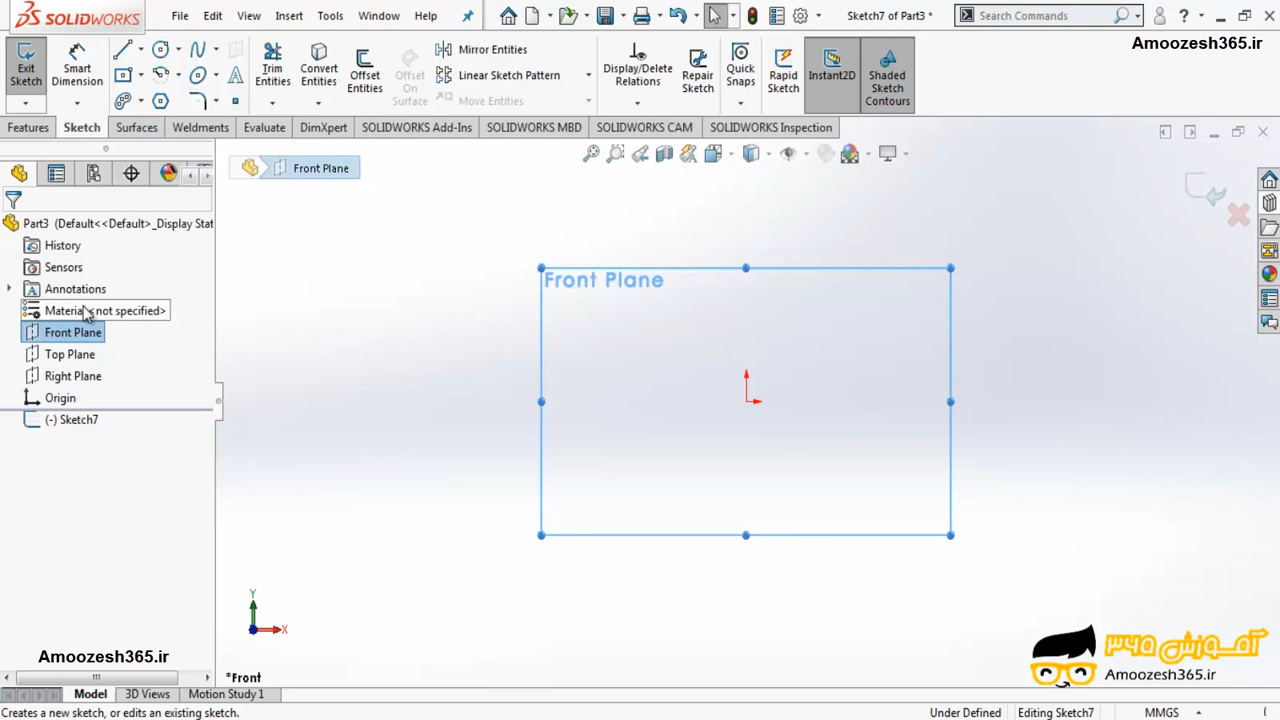 SOLIDWORKS File Edit View Insert Tools Window Help Sketch7 of Part3 * Search Commands ?
Amoozesh365.ir
Exit Sketch
Smart Dimension
Trim Entities
Convert Entities
Offset Entities
Offset On Surface
Mirror Entities
Linear Sketch Pattern
Move Entities
Display/Delete Relations
Repair Sketch
Quick Snaps
Rapid Sketch
Instant2D
Shaded Sketch Contours
Features Sketch Surfaces Weldments Evaluate DimXpert SOLIDWORKS Add-Ins SOLIDWORKS MBD SOLIDWORKS CAM SOLIDWORKS Inspection
Front Plane
Part3 (Default<<Default>_Display Stat
History
Sensors
Annotations
Material <not specified>
Front Plane
Top Plane
Right Plane
Origin
(-) Sketch7
Front Plane
Y
X
*Front
Amoozesh365.ir
آمـوزش ۳۶۵
Amoozesh365.ir
Model 3D Views Motion Study 1
Creates a new sketch, or edits an existing sketch. Under Defined Editing Sketch7 MMGS